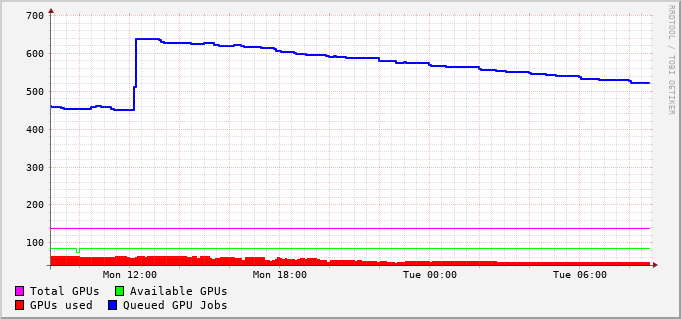 700
600
500
400
300
200
100
Mon 12:00 Mon 18:00 Tue 00:00 Tue 06:00
Total GPUs Available GPUs
GPUs used Queued GPU Jobs
RRDTOOL / TOBI OETIKER